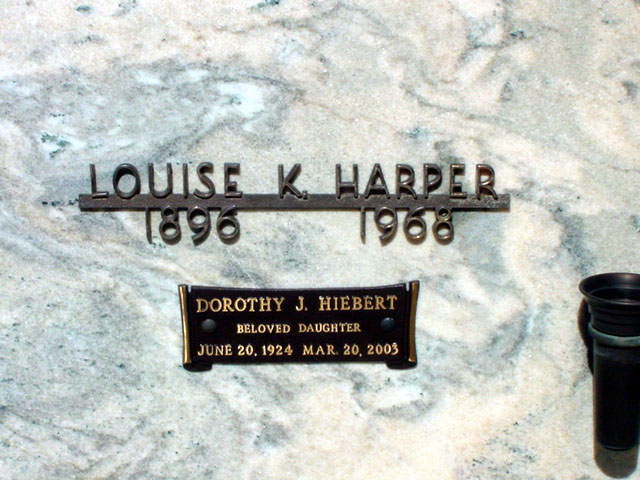 LOUISE K. HARPER
1896 1968
DOROTHY J. HIEBERT
BELOVED DAUGHTER
JUNE 20, 1924 MAR. 20, 2003